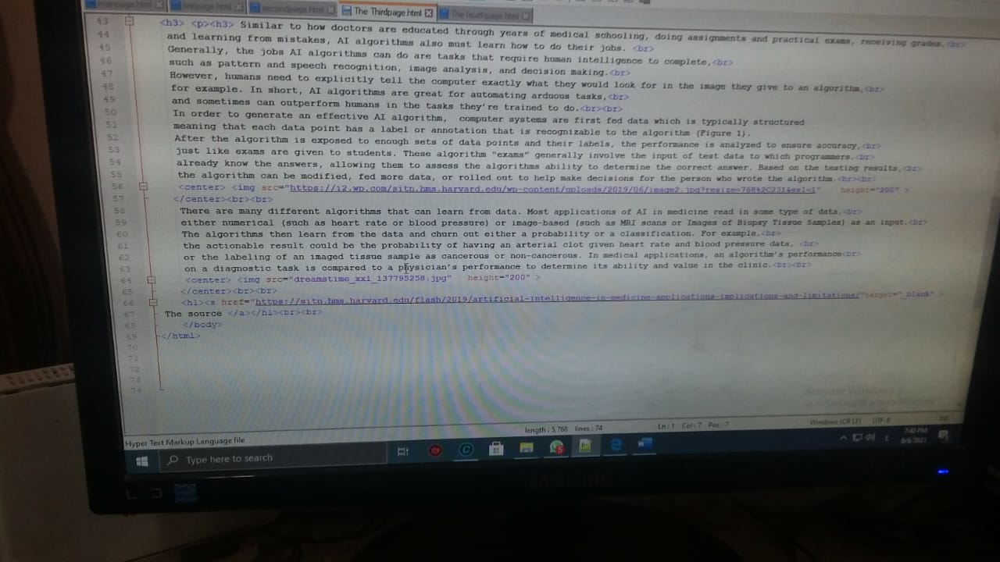 mainpage.html firstpage.html secondpage.html The Thirdpage.html The fourthpage.html
43 <h3> <p><h3> Similar to how doctors are educated through years of medical schooling, doing assignments and practical exams, receiving grades,<br>
44 and learning from mistakes, AI algorithms also must learn how to do their jobs. <br>
45 Generally, the jobs AI algorithms can do are tasks that require human intelligence to complete,<br>
46 such as pattern and speech recognition, image analysis, and decision making.<br>
47 However, humans need to explicitly tell the computer exactly what they would look for in the image they give to an algorithm,<br>
48 for example. In short, AI algorithms are great for automating arduous tasks,<br>
49 and sometimes can outperform humans in the tasks they're trained to do.<br><br>
50 In order to generate an effective AI algorithm, computer systems are first fed data which is typically structured
51 meaning that each data point has a label or annotation that is recognizable to the algorithm (Figure 1).
52 After the algorithm is exposed to enough sets of data points and their labels, the performance is analyzed to ensure accuracy,<br>
53 just like exams are given to students. These algorithm "exams" generally involve the input of test data to which programmers.<br>
54 already know the answers, allowing them to assess the algorithms ability to determine the correct answer. Based on the testing results,<br>
55 the algorithm can be modified, fed more data, or rolled out to help make decisions for the person who wrote the algorithm.<br><br>
56 <center> <img src="https://i2.wp.com/sitn.hms.harvard.edu/wp-content/uploads/2019/06/image2.jpg?resize=768%2C231&ssl=1" height="200" >
57 </center><br><br>
58 There are many different algorithms that can learn from data. Most applications of AI in medicine read in some type of data,<br>
59 either numerical (such as heart rate or blood pressure) or image-based (such as MRI scans or Images of Biopsy Tissue Samples) as an input.<br>
60 The algorithms then learn from the data and churn out either a probability or a classification. For example,<br>
61 the actionable result could be the probability of having an arterial clot given heart rate and blood pressure data, <br>
62 or the labeling of an imaged tissue sample as cancerous or non-cancerous. In medical applications, an algorithm's performance<br>
63 on a diagnostic task is compared to a physician's performance to determine its ability and value in the clinic.<br><br>
64 <center> <img src="dreamstime_xxl_137795258.jpg" height="200" >
65 </center><br><br>
66 <h1><a href="https://sitn.hms.harvard.edu/flash/2019/artificial-intelligence-in-medicine-applications-implications-and-limitations/"target="_blank" >
67 The source </a></h1><br><br>
68 </body>
69 </html>
70
71
72
73
74
Activate Windows
Hyper Text Markup Language file length : 5,768 lines : 74 Ln : 1 Col : 7 Pos : 7 Windows (CR LF) UTF-8 INS
Type here to search 5 7:40 PM
6/8/2021
SAMSUNG